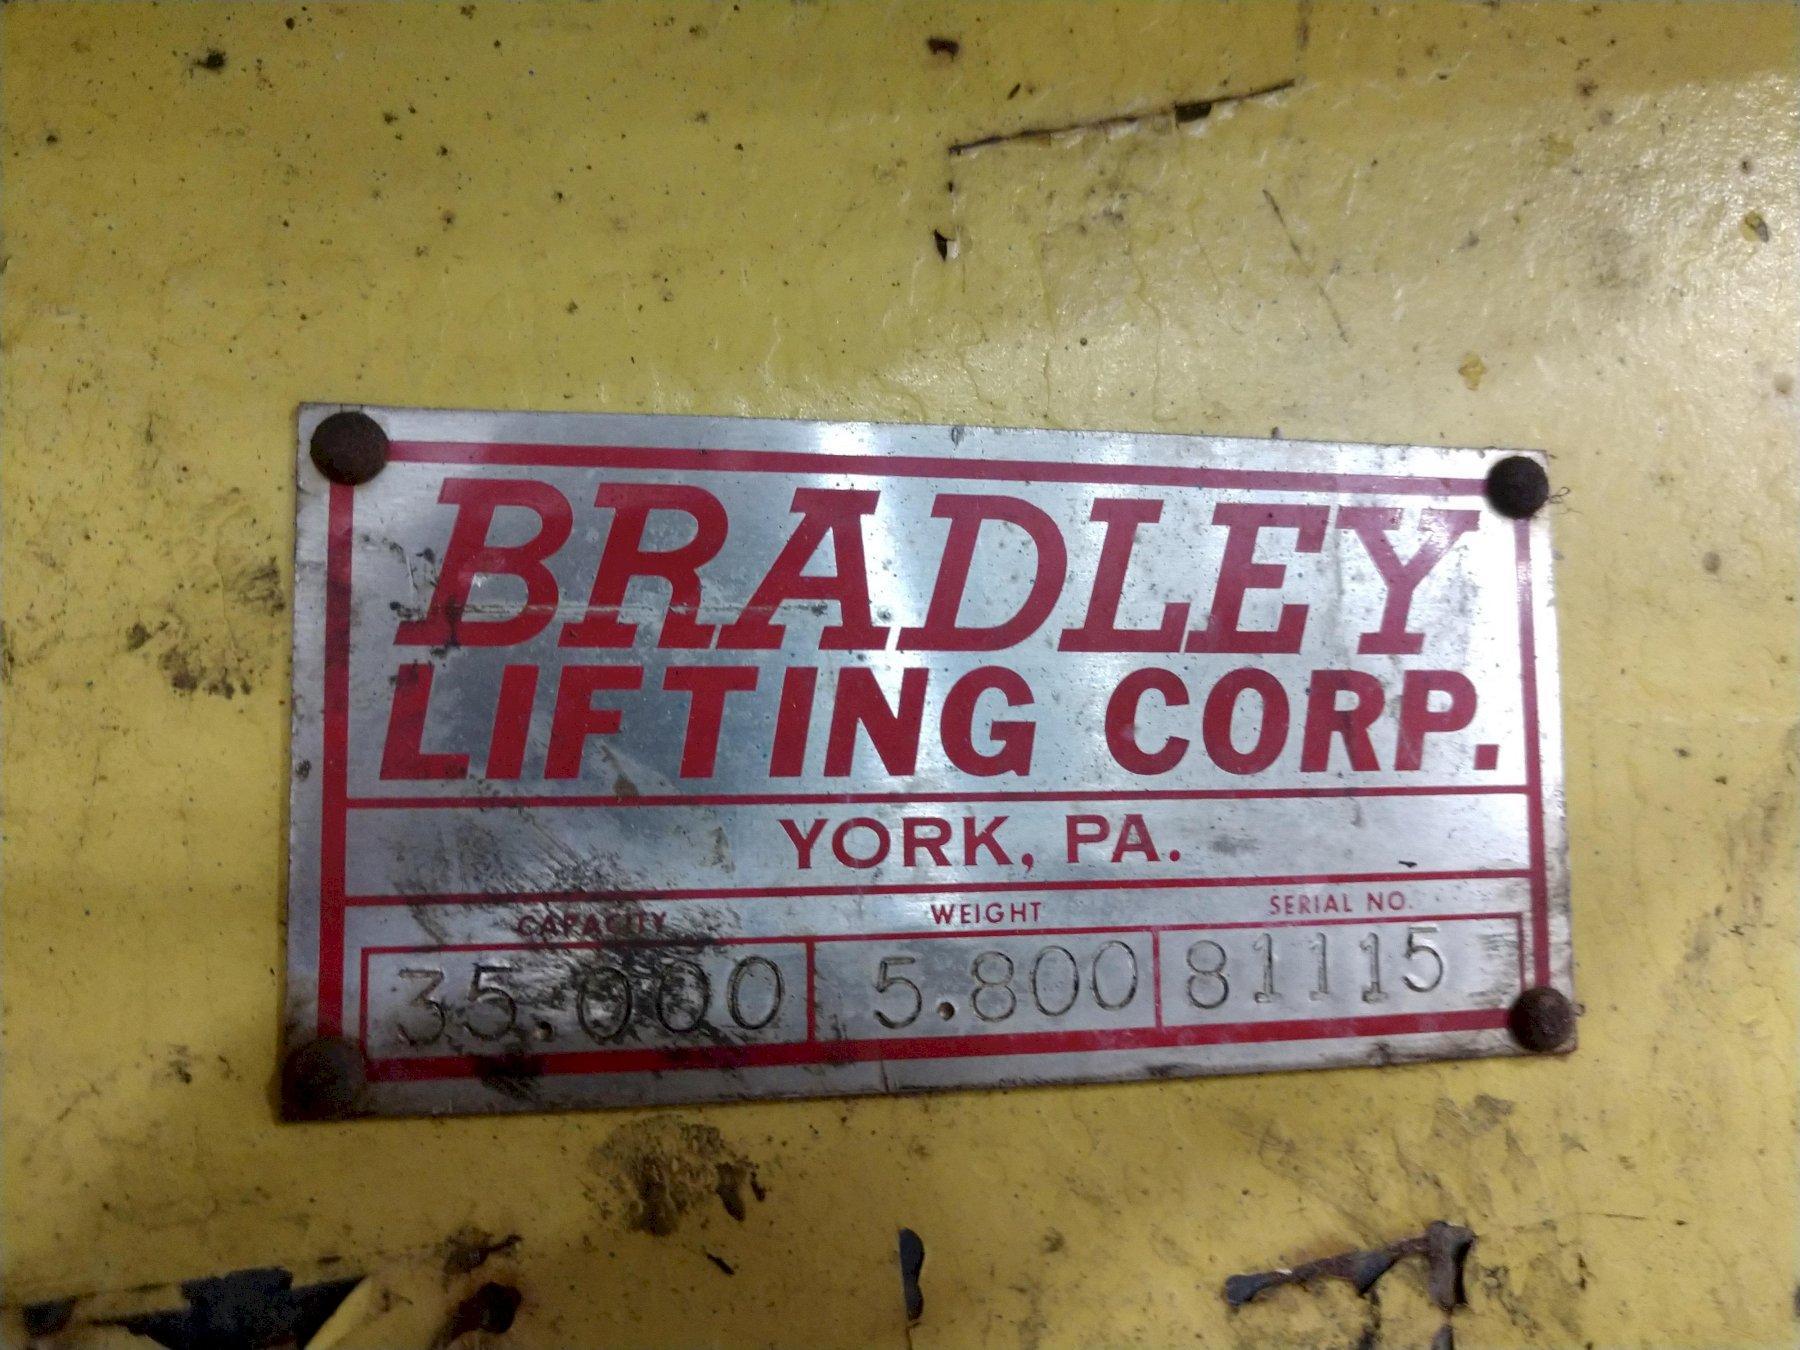 BRADLEY
LIFTING CORP.
YORK, PA.
CAPACITY WEIGHT SERIAL NO.
35.000 5.800 81115